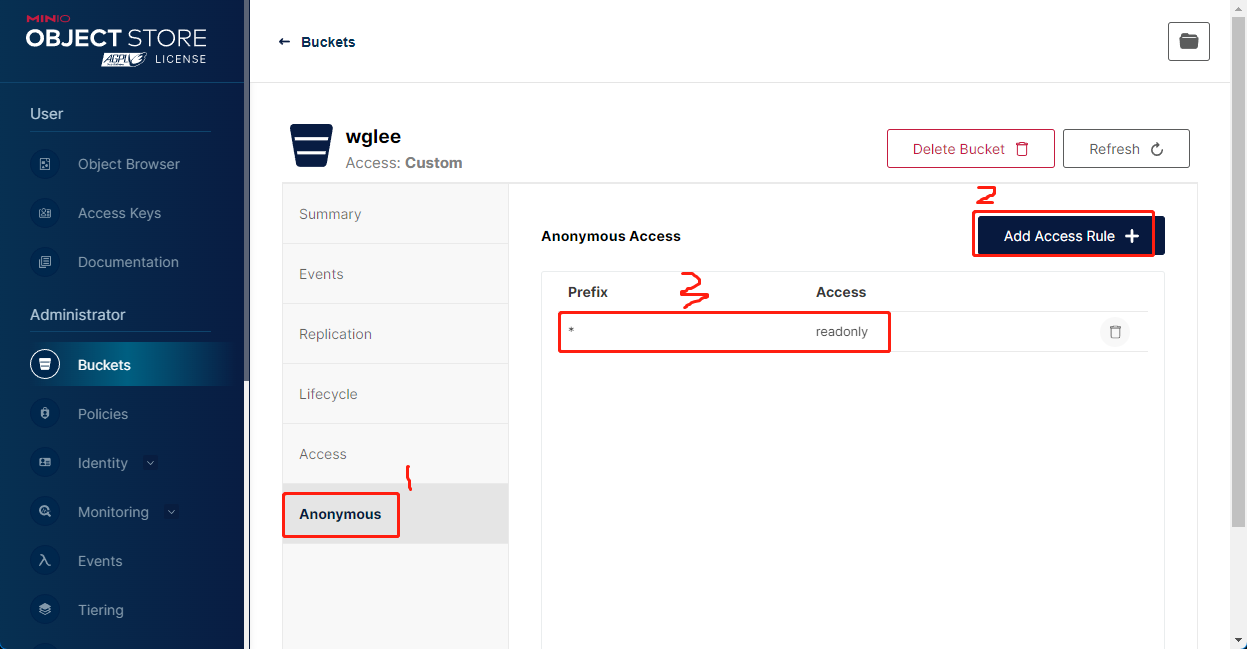 MINIO
OBJECT STORE
AGPL LICENSE
User
Object Browser
Access Keys
Documentation
Administrator
Buckets
Policies
Identity
Monitoring
Events
Tiering
← Buckets
wglee
Access: Custom
Delete Bucket
Refresh
Summary
Events
Replication
Lifecycle
Access
1
Anonymous
2
Anonymous Access
Add Access Rule +
Prefix
Access
3
* readonly